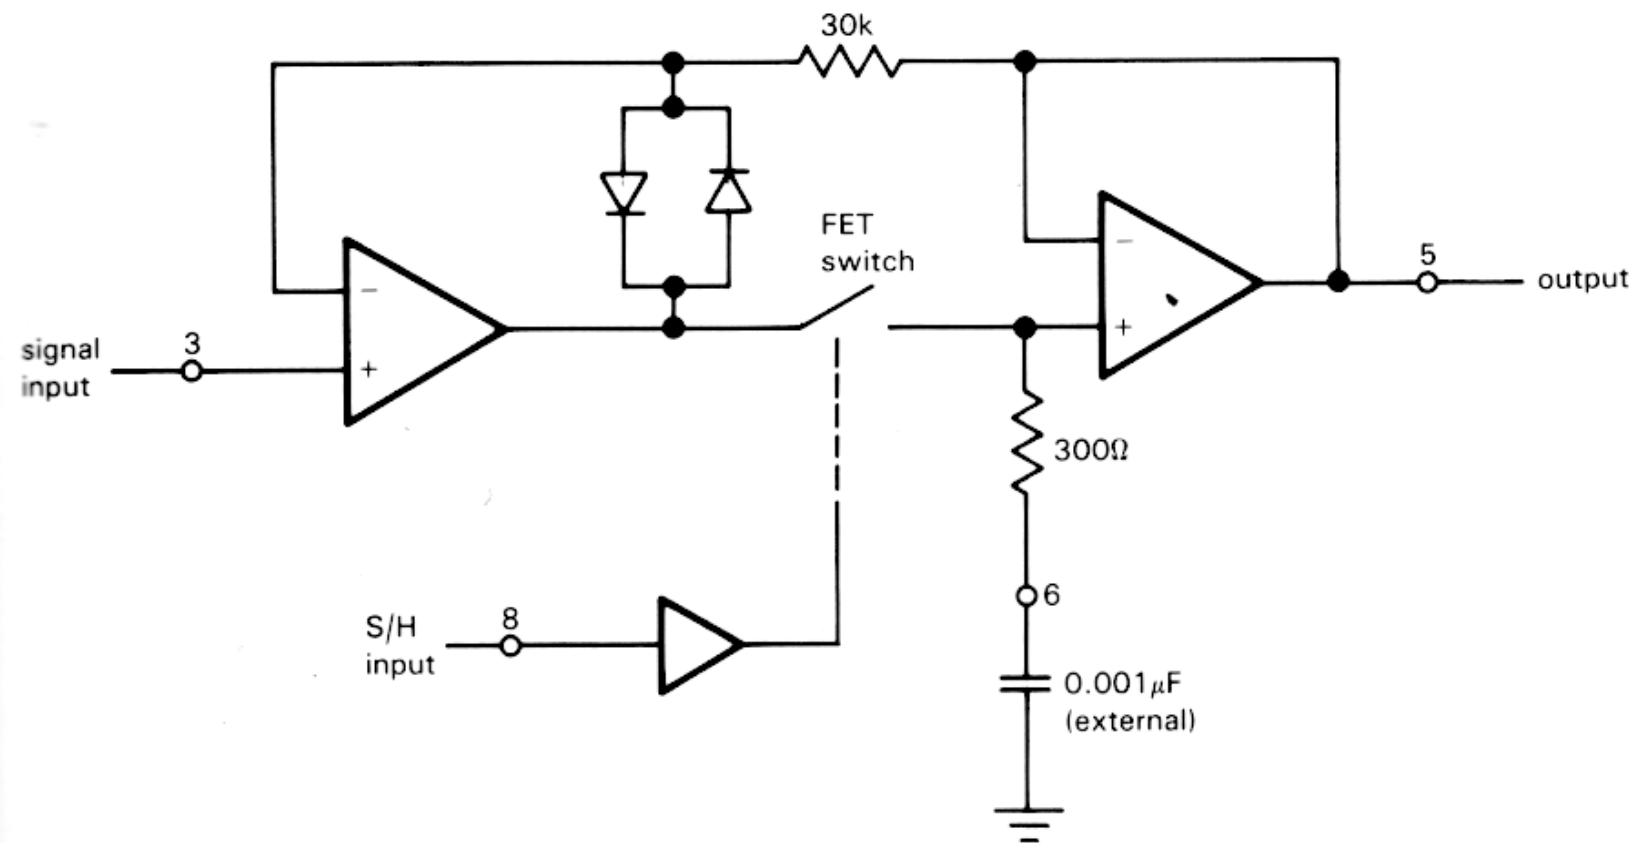 30k
FET
switch
5
output
−
+
3
signal
input
−
+
300Ω
S/H
input
8
6
0.001μF
(external)